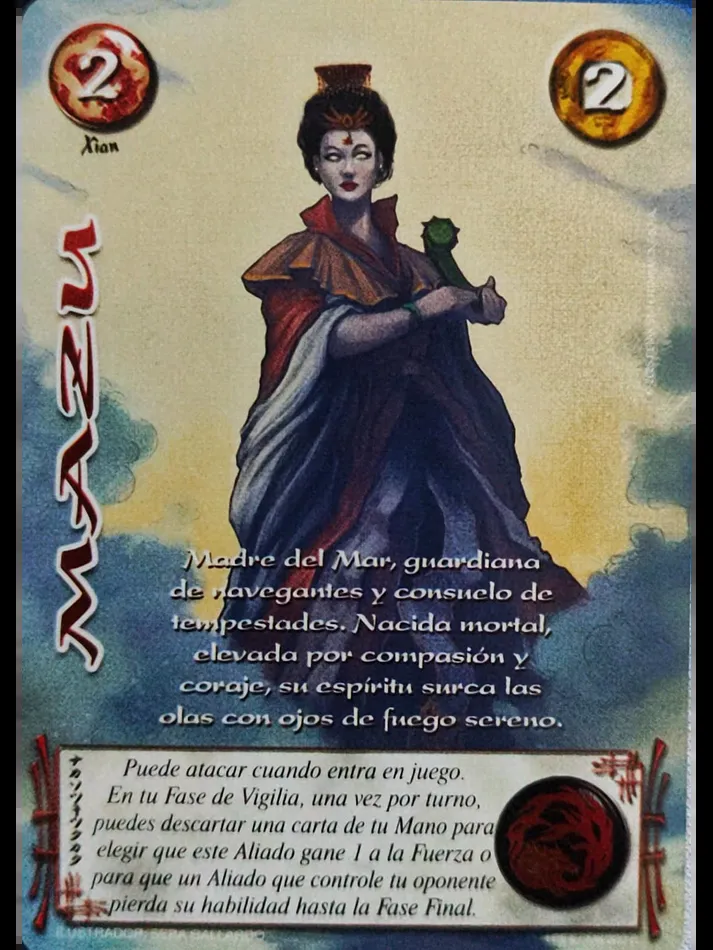 2
2
Xian
MAZU
Madre del Mar, guardiana
de navegantes y consuelo de
tempestades. Nacida mortal,
elevada por compasión y
coraje, su espíritu surca las
olas con ojos de fuego sereno.
Puede atacar cuando entra en juego.
En tu Fase de Vigilia, una vez por turno,
puedes descartar una carta de tu Mano para
elegir que este Aliado gane 1 a la Fuerza o
para que un Aliado que controle tu oponente
pierda su habilidad hasta la Fase Final.
ILUSTRADOR: SEBA GALLARDO